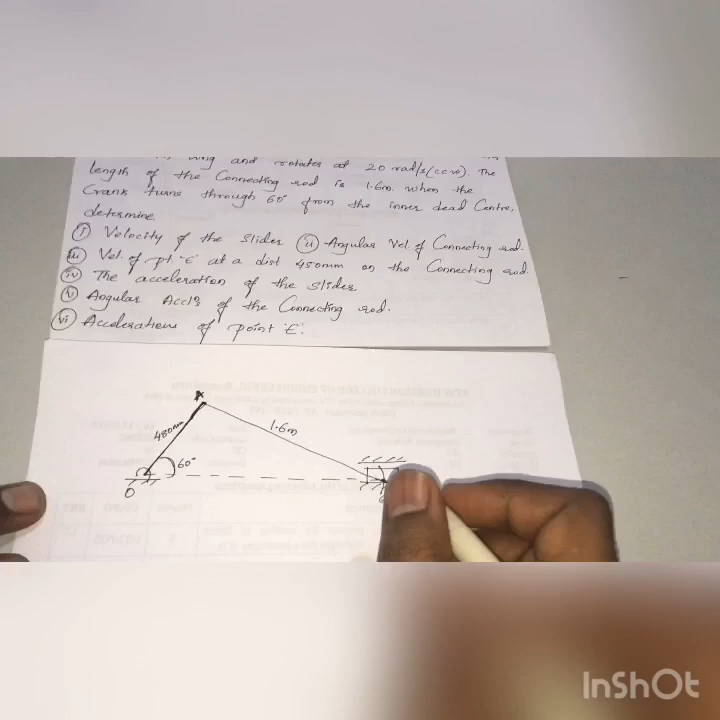 long and rotates at 20 rad/s(ccw). The
length of the Connecting rod is 1.6m. when the
Crank turns through 60° from the inner dead Centre,
determine
(i) Velocity of the Slider (ii) Angular Vel. of Connecting rod.
(iii) Vel. of pt. 'E' at a dist 450mm on the Connecting rod.
(iv) The acceleration of the Slider
(v) Angular Accln of the Connecting rod.
(vi) Acceleration of point 'E'.
A
480mm
1.6m
60°
O
InShOt